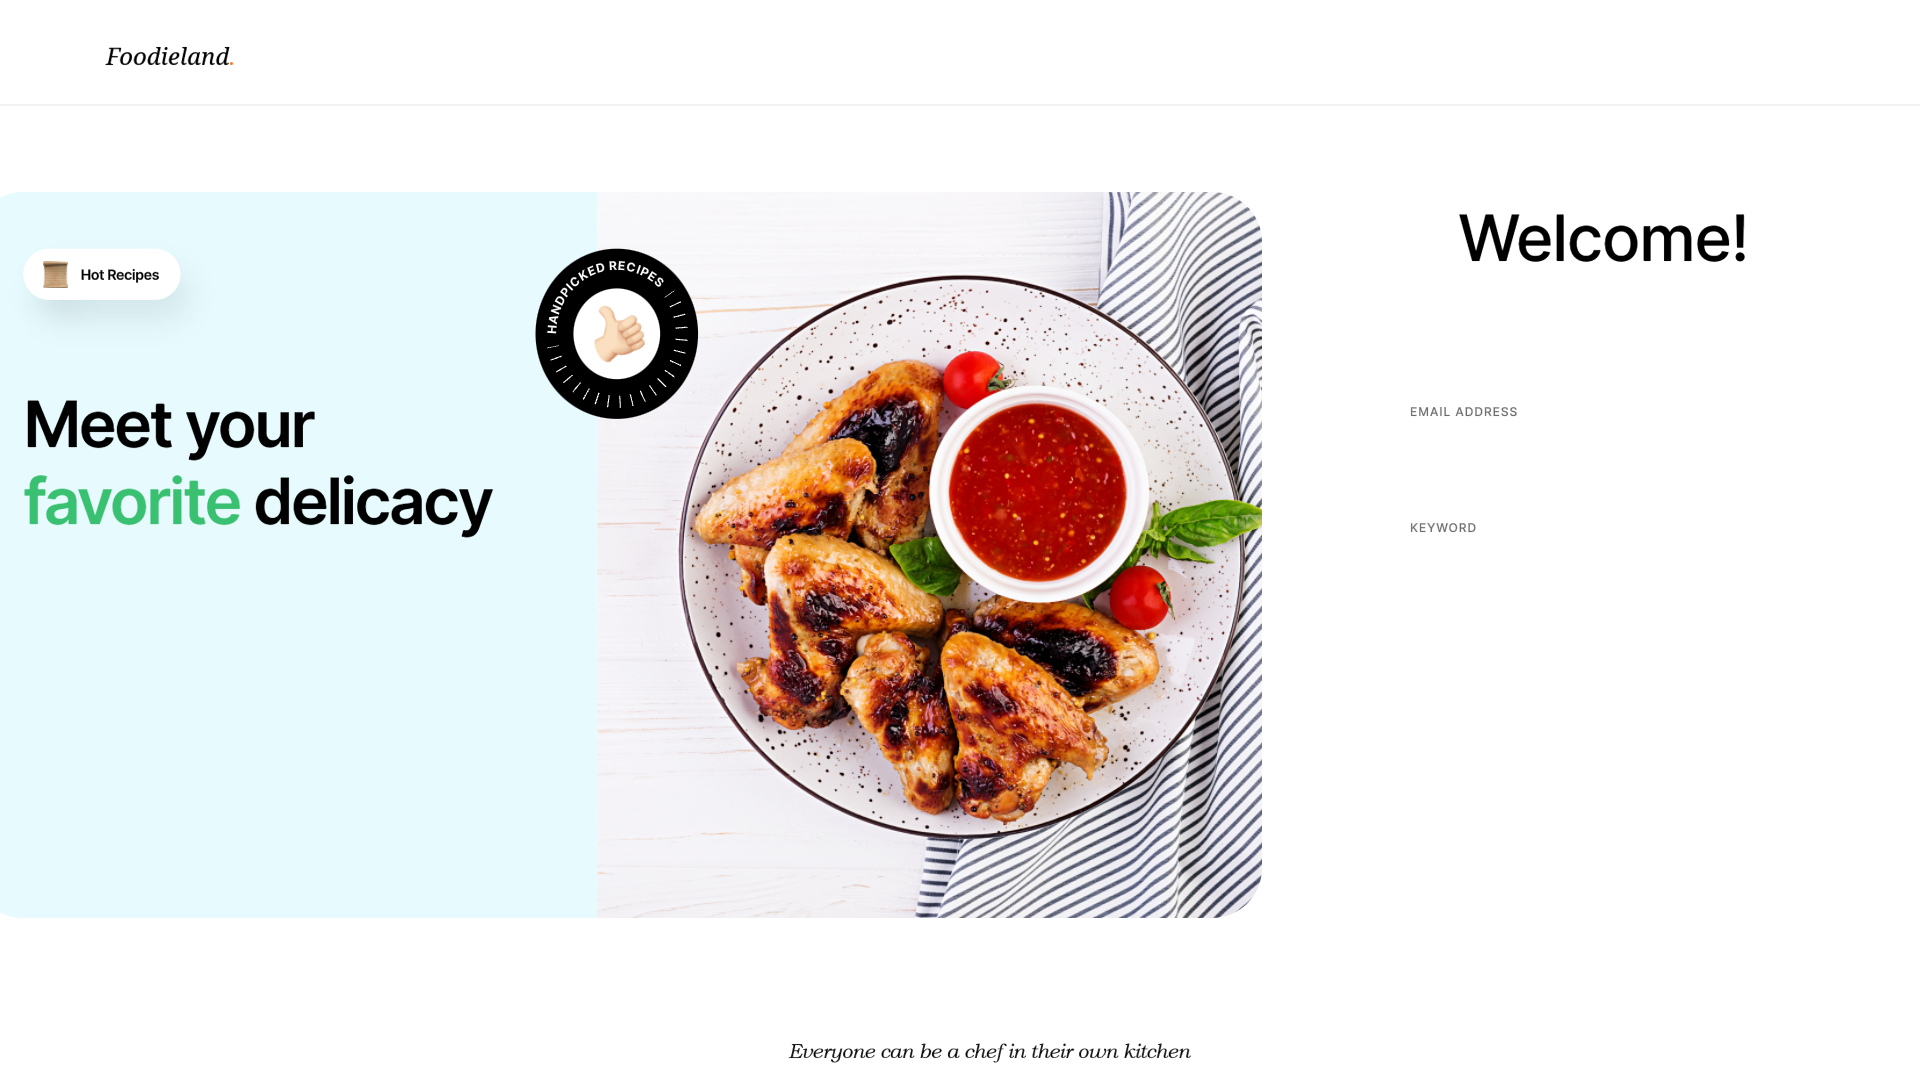 Foodieland.
Hot Recipes
HANDPICKED RECIPES
Meet your
favorite delicacy
Welcome!
EMAIL ADDRESS
KEYWORD
Everyone can be a chef in their own kitchen